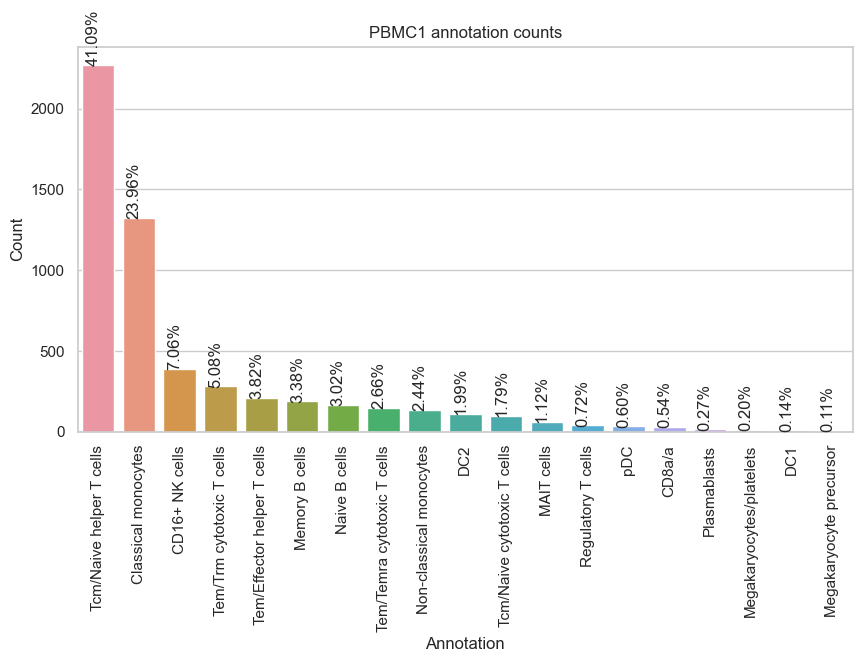 PBMC1 annotation counts
Count
2000
1500
1000
500
0
41.09%
23.96%
7.06%
5.08%
3.82%
3.38%
3.02%
2.66%
2.44%
1.99%
1.79%
1.12%
0.72%
0.60%
0.54%
0.27%
0.20%
0.14%
0.11%
Tcm/Naive helper T cells
Classical monocytes
CD16+ NK cells
Tem/Trm cytotoxic T cells
Tem/Effector helper T cells
Memory B cells
Naive B cells
Tem/Temra cytotoxic T cells
Non-classical monocytes
DC2
Tcm/Naive cytotoxic T cells
MAIT cells
Regulatory T cells
pDC
CD8a/a
Plasmablasts
Megakaryocytes/platelets
DC1
Megakaryocyte precursor
Annotation